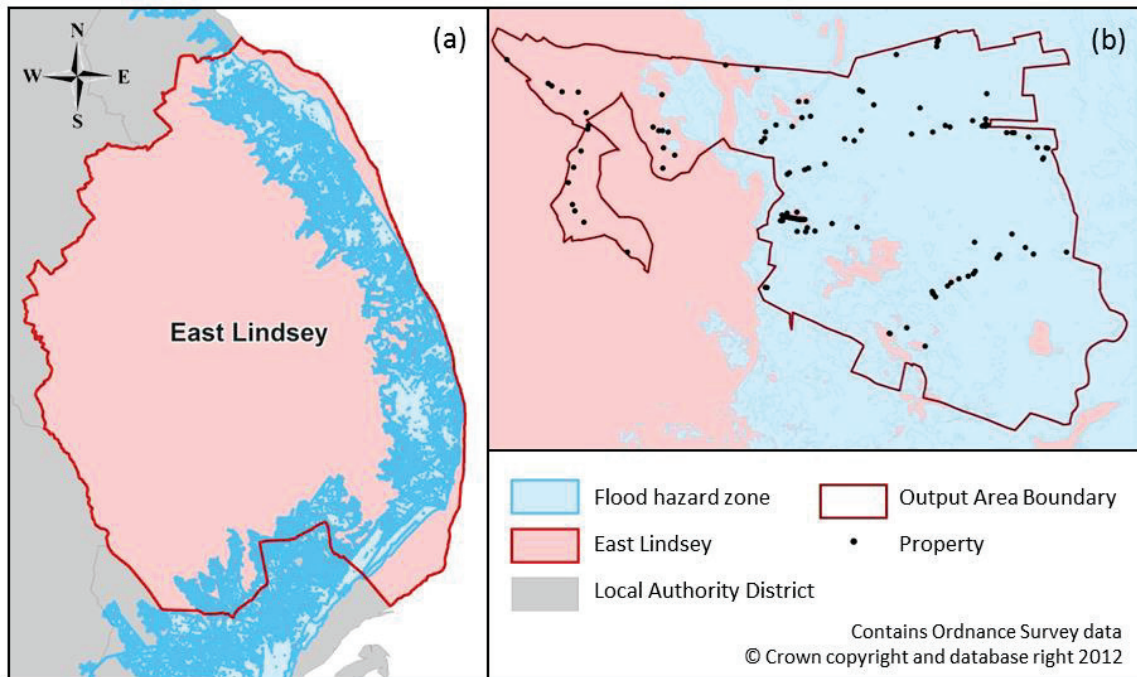 (a)
N
W E
S
East Lindsey
(b)
Flood hazard zone
East Lindsey
Local Authority District
Output Area Boundary
Property
Contains Ordnance Survey data
© Crown copyright and database right 2012